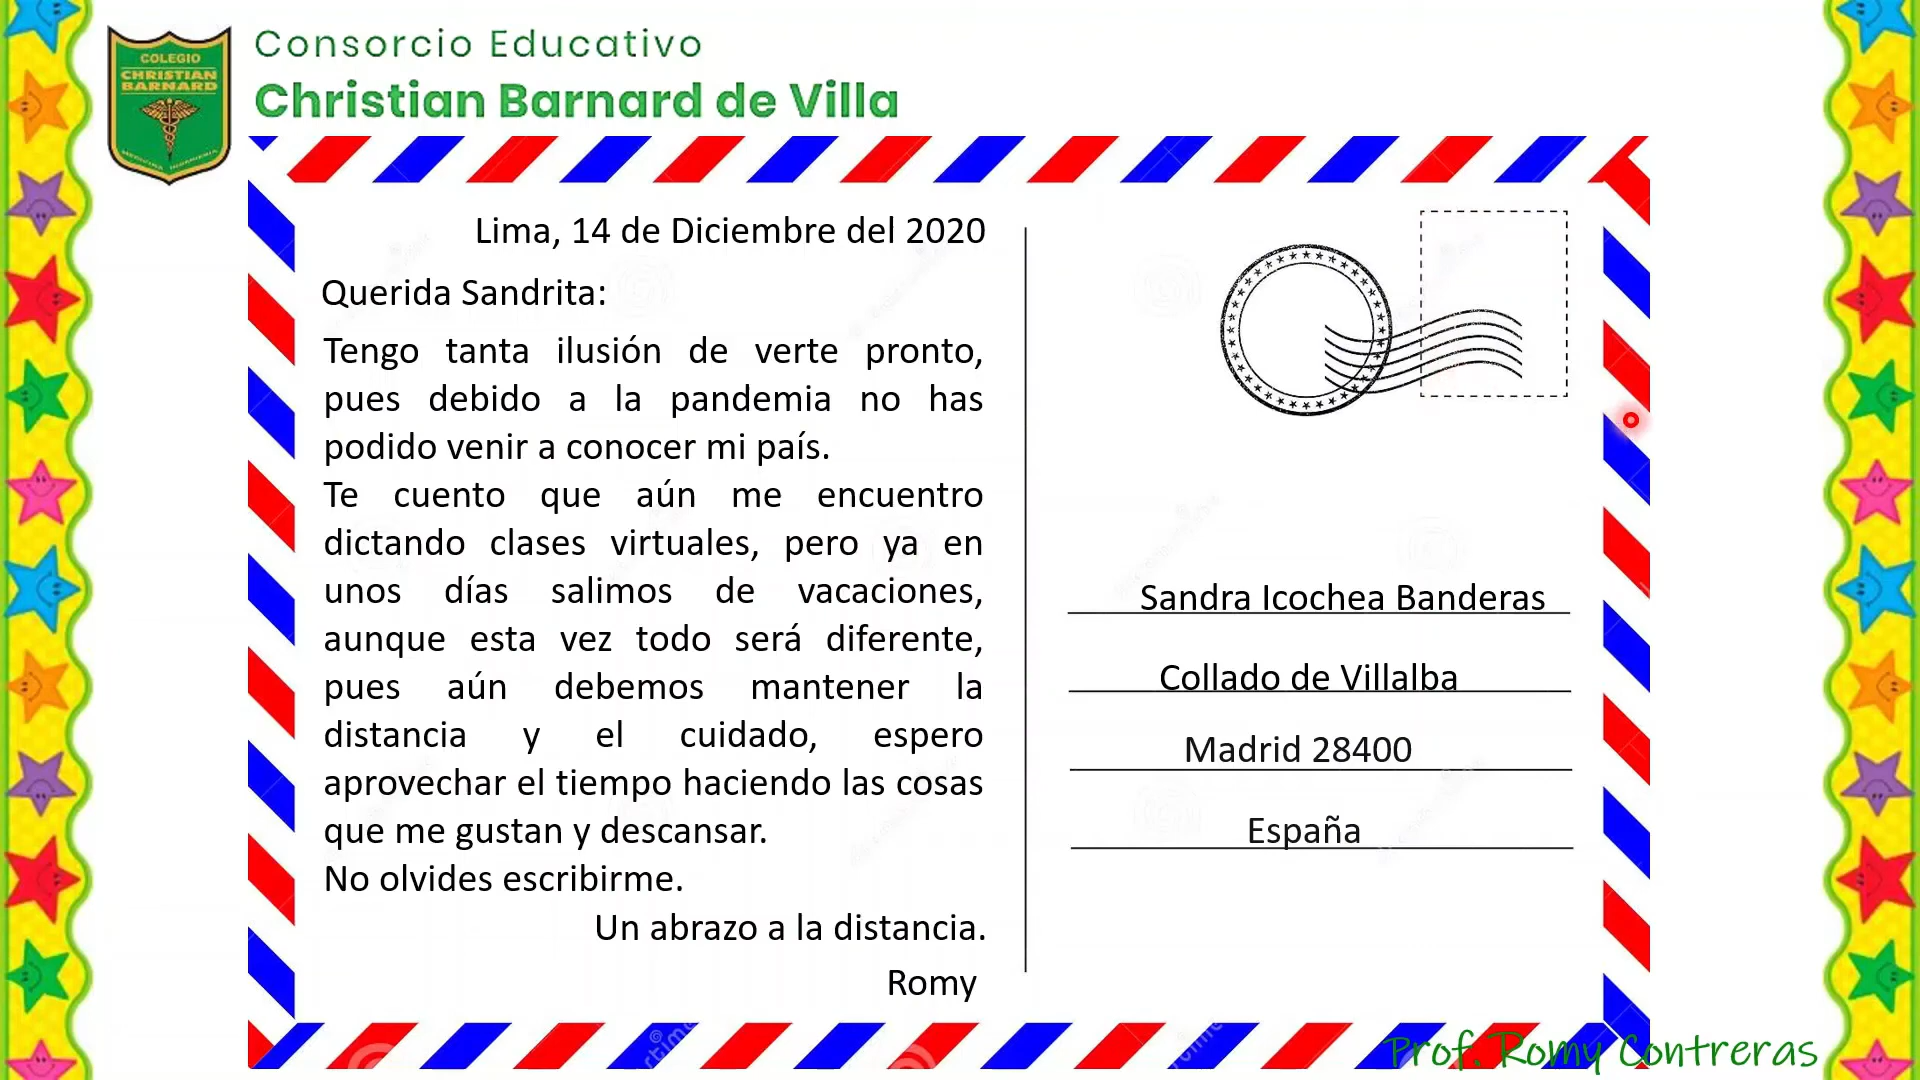 COLEGIO
CHRISTIAN
BARNARD
Consorcio Educativo
Christian Barnard de Villa
Lima, 14 de Diciembre del 2020
Querida Sandrita:
Tengo tanta ilusión de verte pronto,
pues debido a la pandemia no has
podido venir a conocer mi país.
Te cuento que aún me encuentro
dictando clases virtuales, pero ya en
unos días salimos de vacaciones,
aunque esta vez todo será diferente,
pues aún debemos mantener la
distancia y el cuidado, espero
aprovechar el tiempo haciendo las cosas
que me gustan y descansar.
No olvides escribirme.
Un abrazo a la distancia.
Romy
Sandra Icochea Banderas
Collado de Villalba
Madrid 28400
España
Prof. Romy Contreras